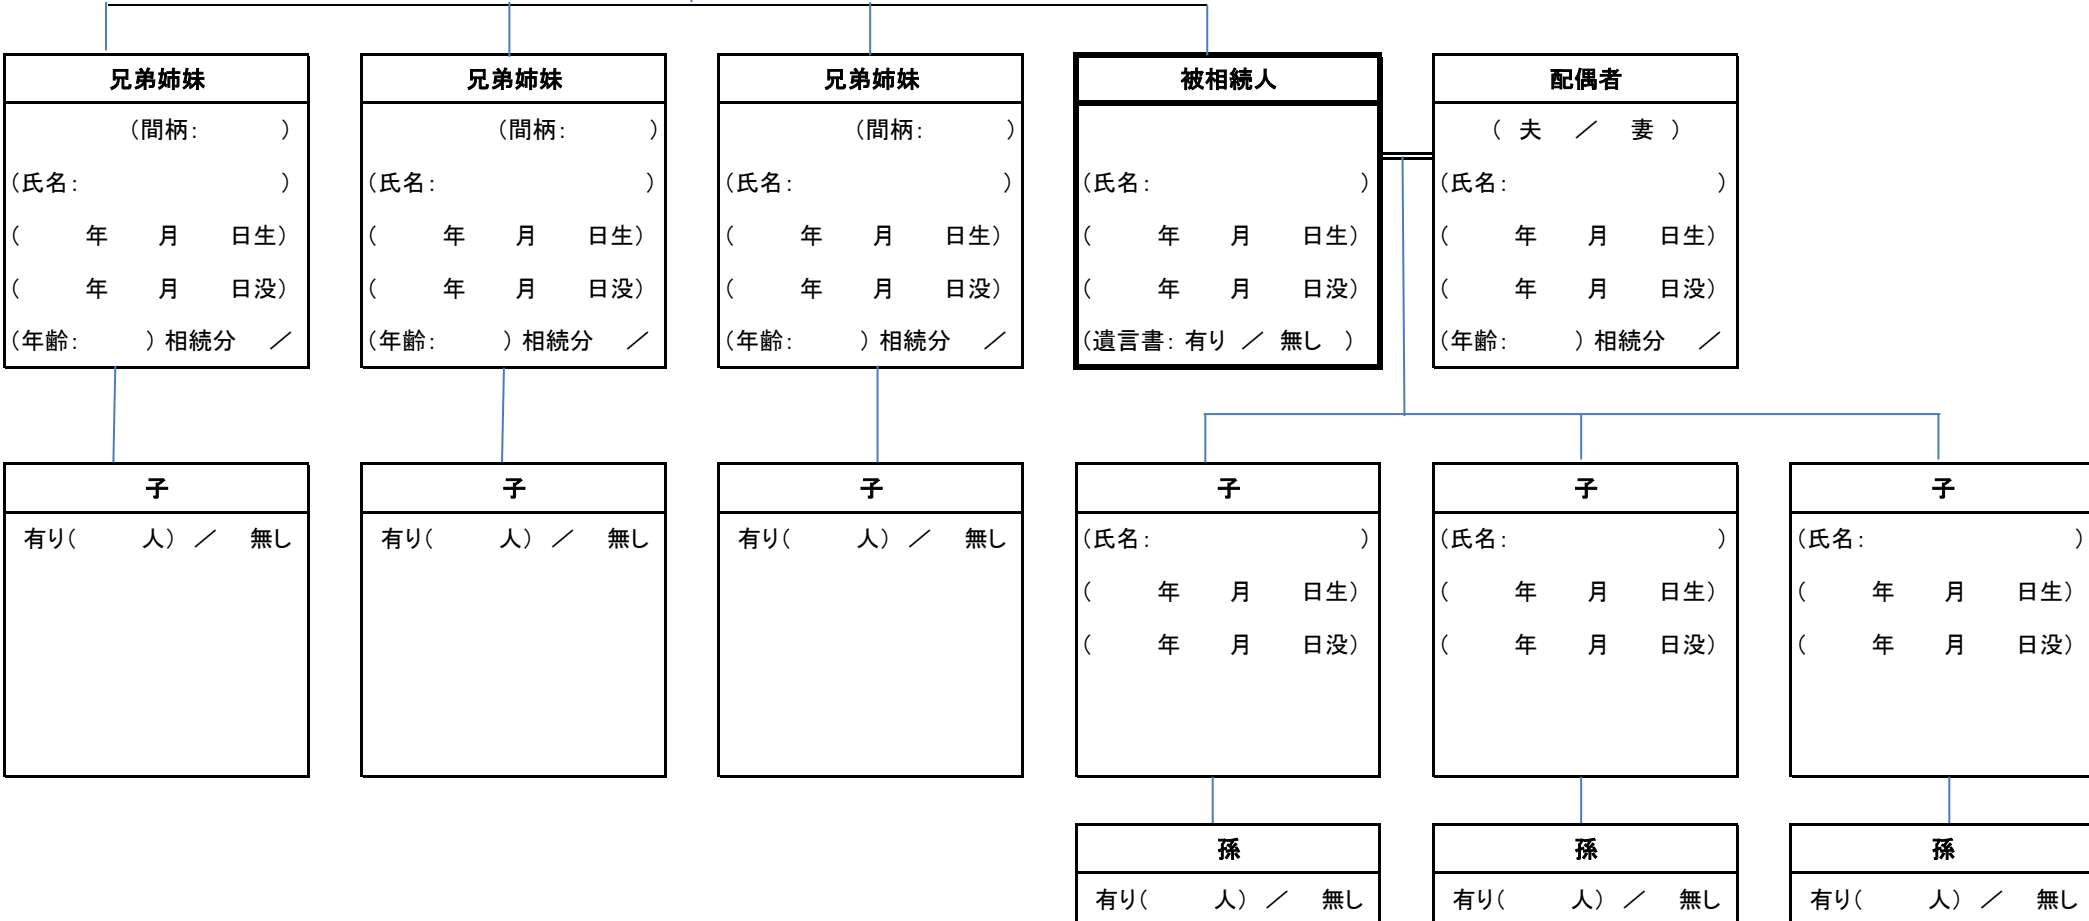 兄弟姉妹 兄弟姉妹 兄弟姉妹 被相続人 配偶者
(間柄: ) (間柄: ) (間柄: ) ( 夫 ／ 妻 )
(氏名: ) (氏名: ) (氏名: ) (氏名: ) (氏名: )
( 年 月 日生) ( 年 月 日生) ( 年 月 日生) ( 年 月 日生) ( 年 月 日生)
( 年 月 日没) ( 年 月 日没) ( 年 月 日没) ( 年 月 日没) ( 年 月 日没)
(年齢: ) 相続分 ／ (年齢: ) 相続分 ／ (年齢: ) 相続分 ／ (遺言書: 有り ／ 無し ) (年齢: ) 相続分 ／
子 子 子 子 子 子
有り( 人) ／ 無し 有り( 人) ／ 無し 有り( 人) ／ 無し (氏名: ) (氏名: ) (氏名: )
( 年 月 日生) ( 年 月 日生) ( 年 月 日生)
( 年 月 日没) ( 年 月 日没) ( 年 月 日没)
孫 孫 孫
有り( 人) ／ 無し 有り( 人) ／ 無し 有り( 人) ／ 無し